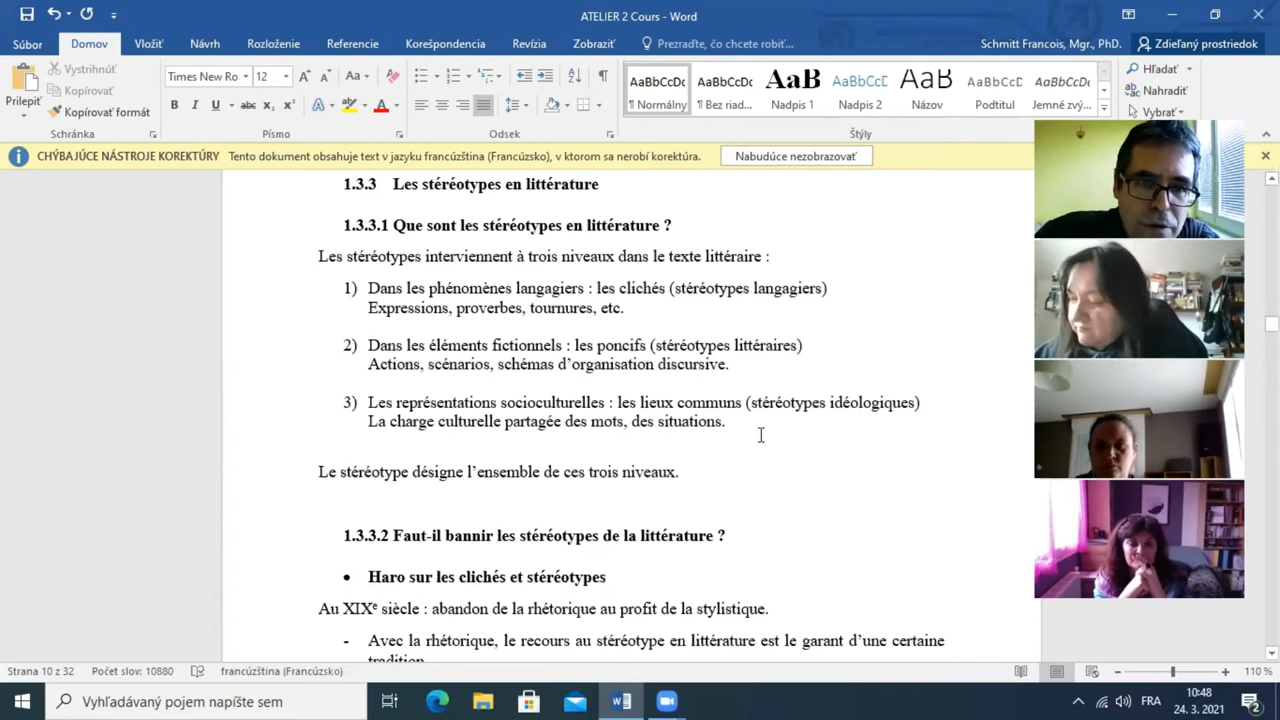 ATELIER 2 Cours - Word
Súbor Domov Vložiť Návrh Rozloženie Referencie Korešpondencia Revízia Zobraziť Prezraďte, čo chcete robiť... Schmitt Francois, Mgr., PhD. Zdieľaný prostriedok
Prilepiť
Vystrihnúť
Kopírovať
Kopírovať formát
Schránka
Times New Ro 12
Písmo
Odsek
AaBbCcDc AaBbCcDc AaB AaBbCcD AaB AaBbCcD AaBbCcDc
¶ Normálny ¶ Bez riad... Nadpis 1 Nadpis 2 Názov Podtitul Jemné zvý...
Štýly
Hľadať
Nahradiť
Vybrať
CHÝBAJÚCE NÁSTROJE KOREKTÚRY Tento dokument obsahuje text v jazyku francúzština (Francúzsko), v ktorom sa nerobí korektúra. Nabudúce nezobrazovať
1.3.3 Les stéréotypes en littérature
1.3.3.1 Que sont les stéréotypes en littérature ?
Les stéréotypes interviennent à trois niveaux dans le texte littéraire :
1) Dans les phénomènes langagiers : les clichés (stéréotypes langagiers)
Expressions, proverbes, tournures, etc.
2) Dans les éléments fictionnels : les poncifs (stéréotypes littéraires)
Actions, scénarios, schémas d’organisation discursive.
3) Les représentations socioculturelles : les lieux communs (stéréotypes idéologiques)
La charge culturelle partagée des mots, des situations.
Le stéréotype désigne l’ensemble de ces trois niveaux.
1.3.3.2 Faut-il bannir les stéréotypes de la littérature ?
• Haro sur les clichés et stéréotypes
Au XIXe siècle : abandon de la rhétorique au profit de la stylistique.
- Avec la rhétorique, le recours au stéréotype en littérature est le garant d’une certaine
tradition
Strana 10 z 32 Počet slov: 10880 francúzština (Francúzsko) 110 %
Vyhľadávaný pojem napíšte sem
FRA
10:48
24. 3. 2021
2